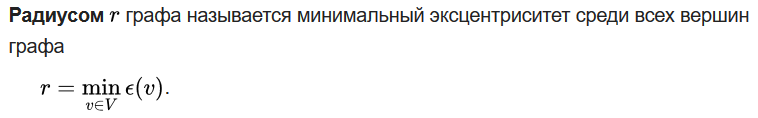 Радиусом r графа называется минимальный эксцентриситет среди всех вершин
графа
r = min ϵ(v).
v∈V